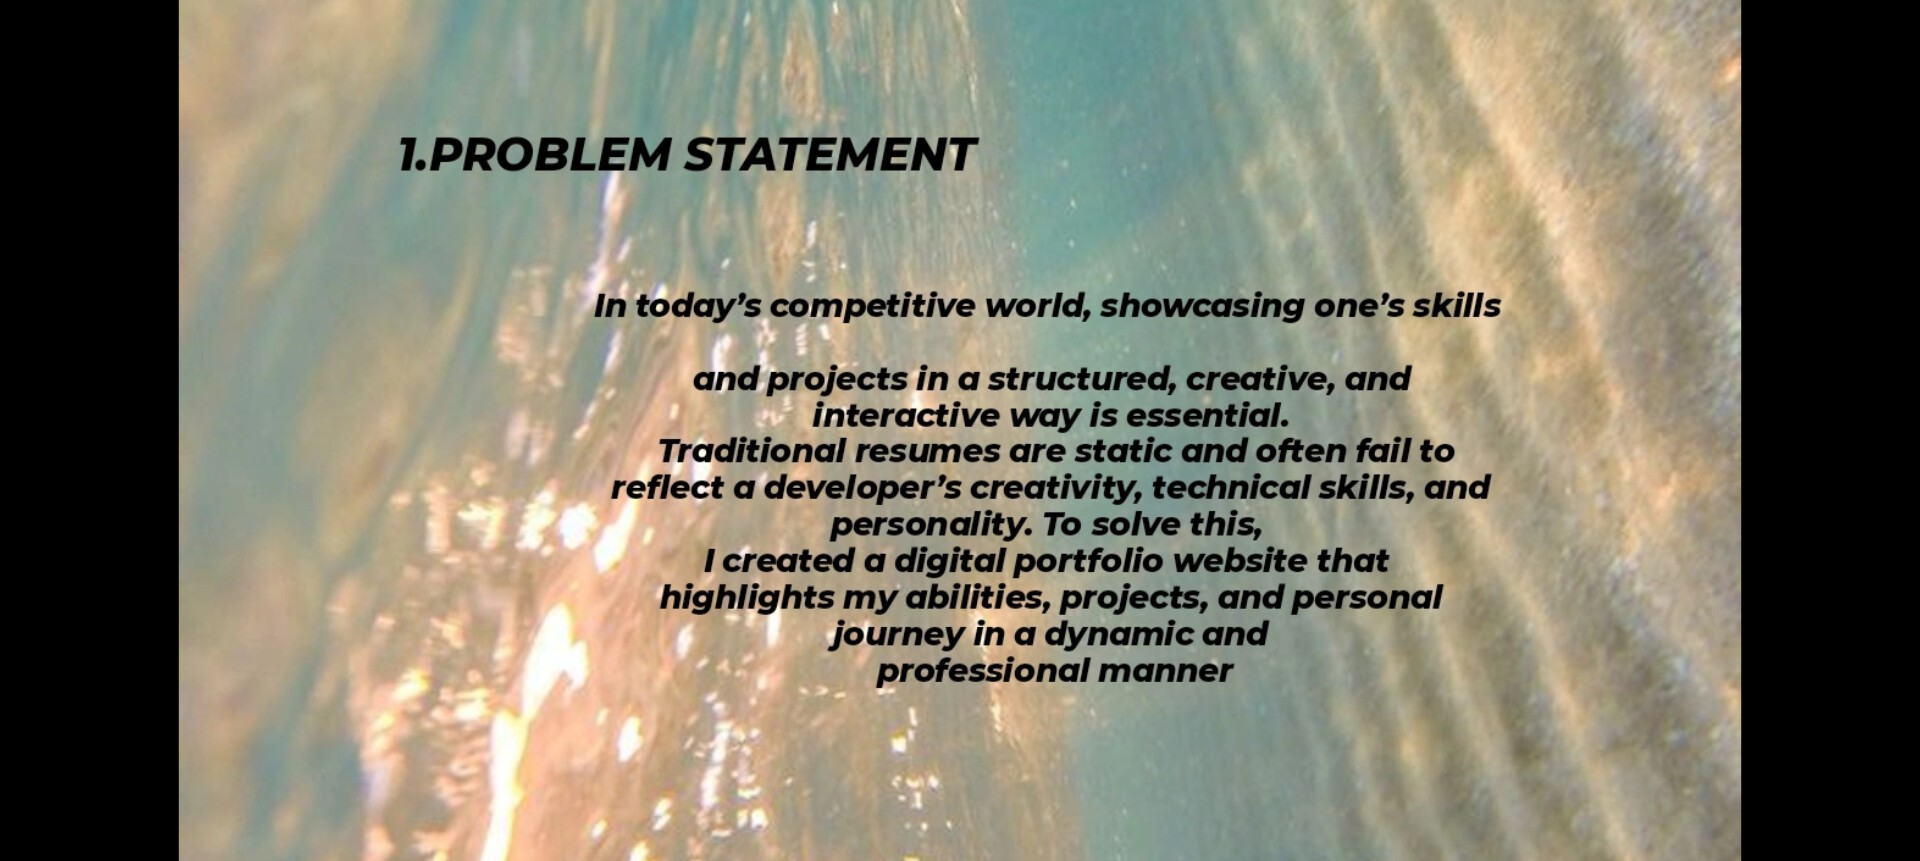 1.PROBLEM STATEMENT
In today’s competitive world, showcasing one’s skills
and projects in a structured, creative, and
interactive way is essential.
Traditional resumes are static and often fail to
reflect a developer’s creativity, technical skills, and
personality. To solve this,
I created a digital portfolio website that
highlights my abilities, projects, and personal
journey in a dynamic and
professional manner